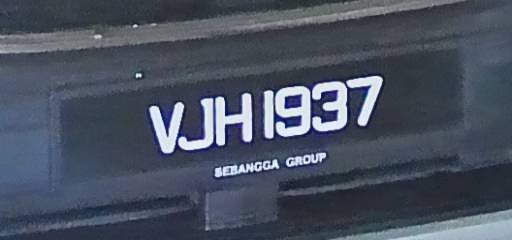 VJH 1937
SEBANGGA GROUP